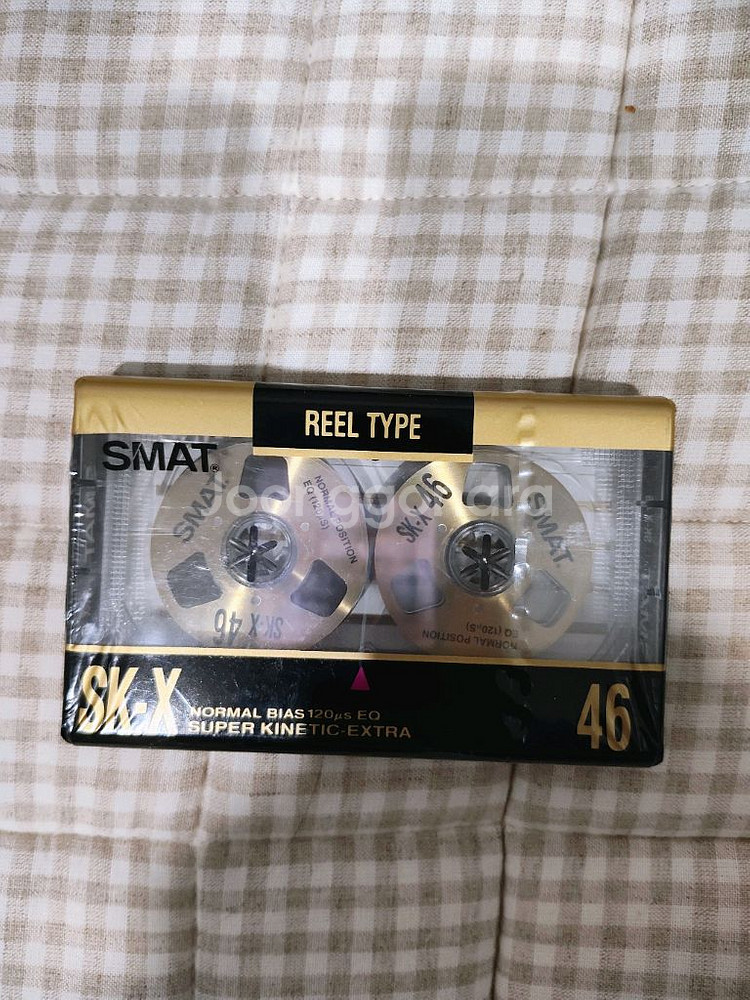 REEL TYPE
SMAT®
Joonggonara
SMAT
NORMAL POSITION
EQ (120µS)
SK-X 46
SK-X 46
SMAT
NORMAL POSITION
EQ (120µS)
SK-X
NORMAL BIAS 120µs EQ
SUPER KINETIC-EXTRA
46